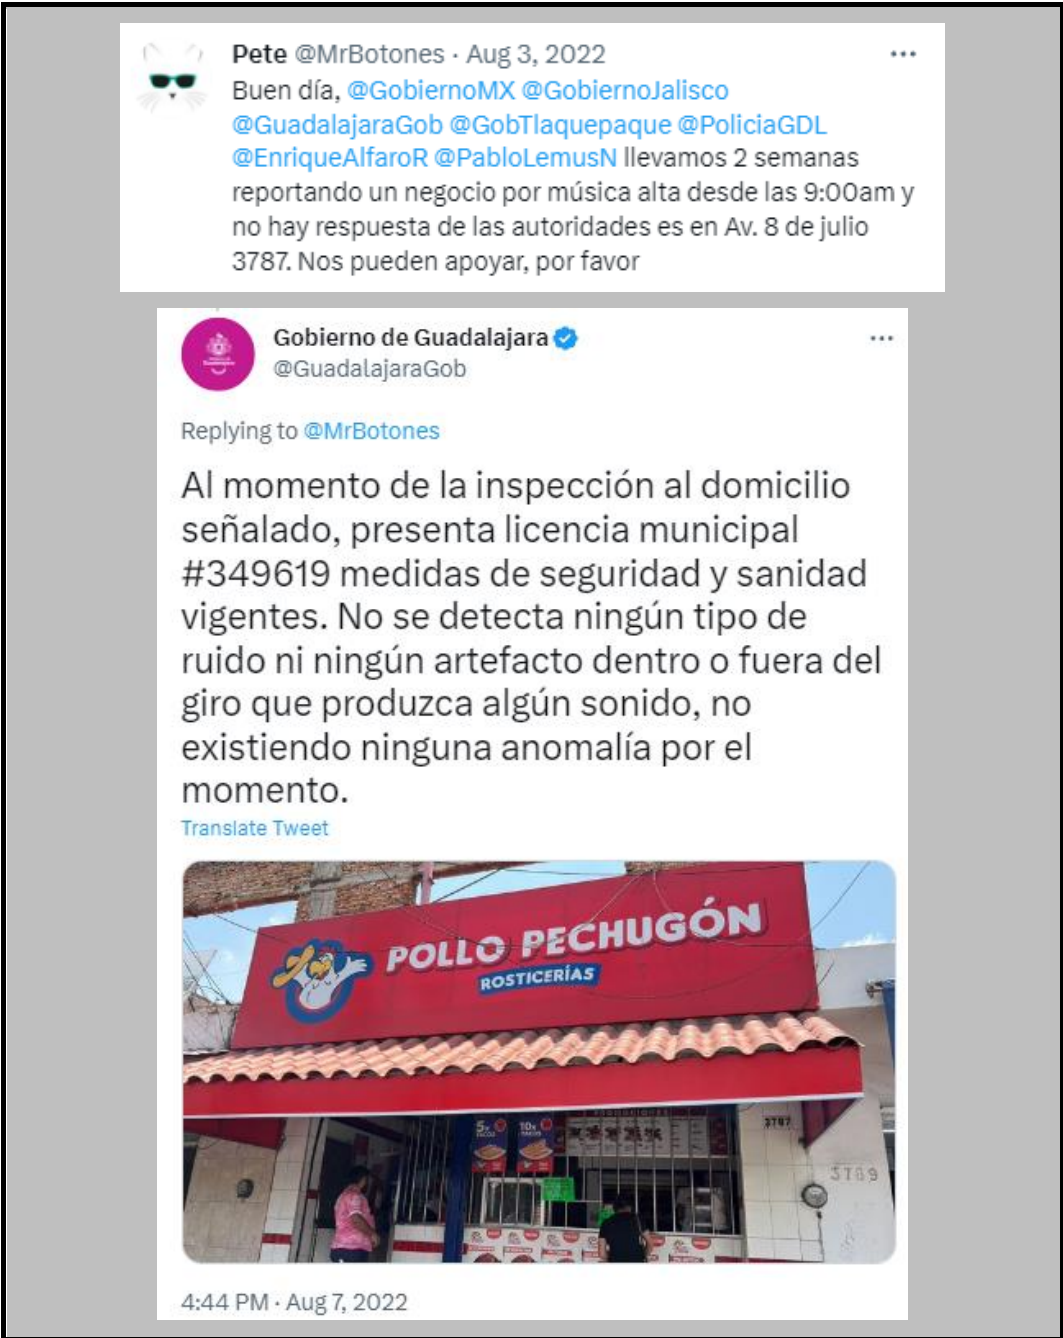 Pete @MrBotones · Aug 3, 2022
Buen día, @GobiernoMX @GobiernoJalisco
@GuadalajaraGob @GobTlaquepaque @PoliciaGDL
@EnriqueAlfaroR @PabloLemusN llevamos 2 semanas
reportando un negocio por música alta desde las 9:00am y
no hay respuesta de las autoridades es en Av. 8 de julio
3787. Nos pueden apoyar, por favor
Gobierno de Guadalajara
@GuadalajaraGob
Replying to @MrBotones
Al momento de la inspección al domicilio
señalado, presenta licencia municipal
#349619 medidas de seguridad y sanidad
vigentes. No se detecta ningún tipo de
ruido ni ningún artefacto dentro o fuera del
giro que produzca algún sonido, no
existiendo ninguna anomalía por el
momento.
Translate Tweet
POLLO PECHUGÓN
ROSTICERÍAS
PROMOCIONES
5x TACOS
10x TACOS
3787
3789
4:44 PM · Aug 7, 2022